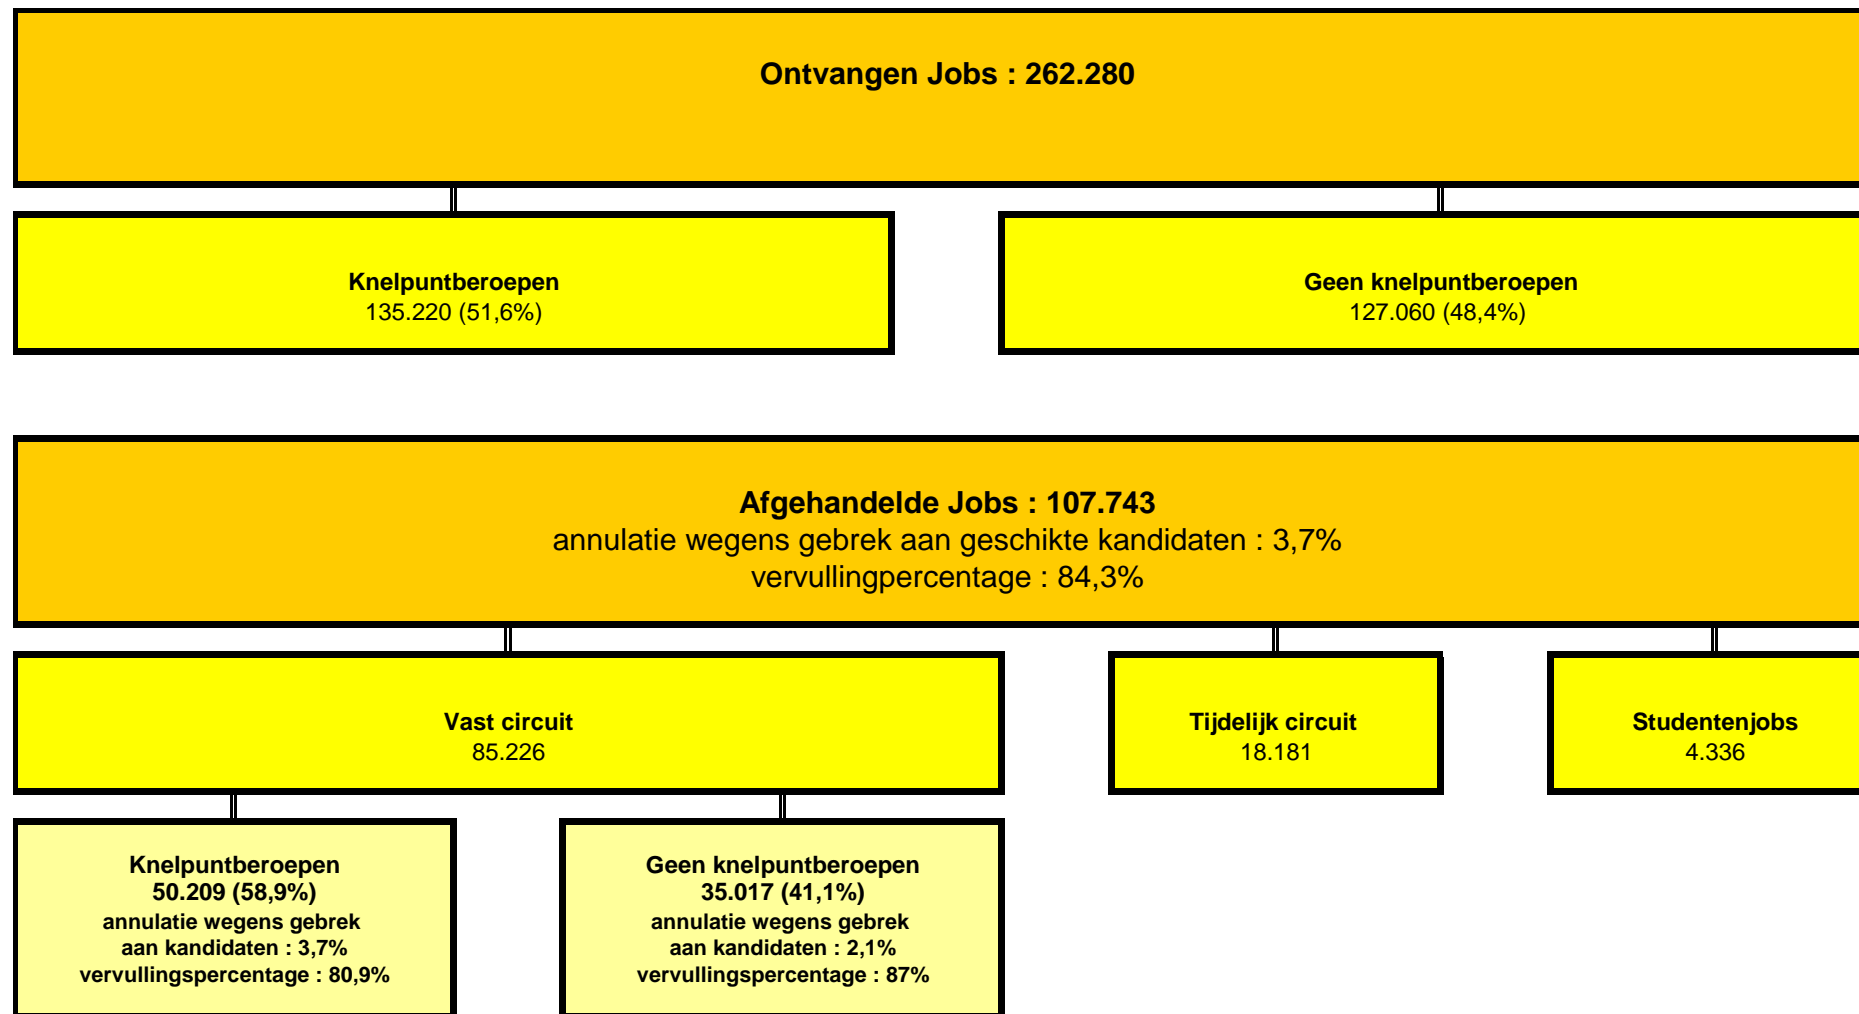 Ontvangen Jobs : 262.280
Knelpuntberoepen
135.220 (51,6%)
Geen knelpuntberoepen
127.060 (48,4%)
Afgehandelde Jobs : 107.743
annulatie wegens gebrek aan geschikte kandidaten : 3,7%
vervullingpercentage : 84,3%
Vast circuit
85.226
Tijdelijk circuit
18.181
Studentenjobs
4.336
Knelpuntberoepen
50.209 (58,9%)
annulatie wegens gebrek
aan kandidaten : 3,7%
vervullingspercentage : 80,9%
Geen knelpuntberoepen
35.017 (41,1%)
annulatie wegens gebrek
aan kandidaten : 2,1%
vervullingspercentage : 87%